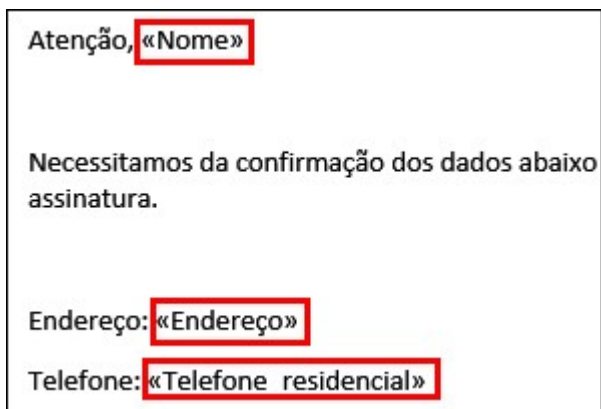 Atenção, «Nome»
Necessitamos da confirmação dos dados abaixo
assinatura.
Endereço: «Endereço»
Telefone: «Telefone_residencial»